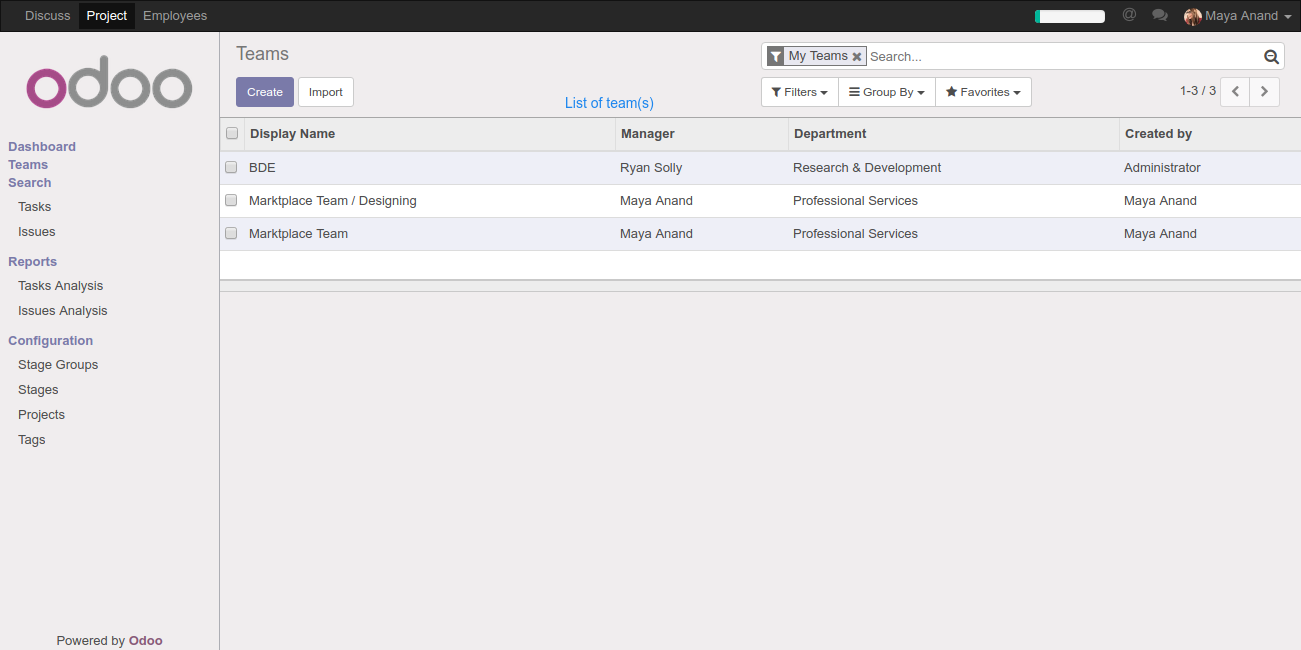 Discuss Project Employees Maya Anand
odoo
Dashboard
Teams
Search
Tasks
Issues
Reports
Tasks Analysis
Issues Analysis
Configuration
Stage Groups
Stages
Projects
Tags
Powered by Odoo
Teams
My Teams Search...
Create Import
List of team(s)
Filters Group By Favorites 1-3 / 3
Display Name Manager Department Created by
BDE Ryan Solly Research & Development Administrator
Marktplace Team / Designing Maya Anand Professional Services Maya Anand
Marktplace Team Maya Anand Professional Services Maya Anand